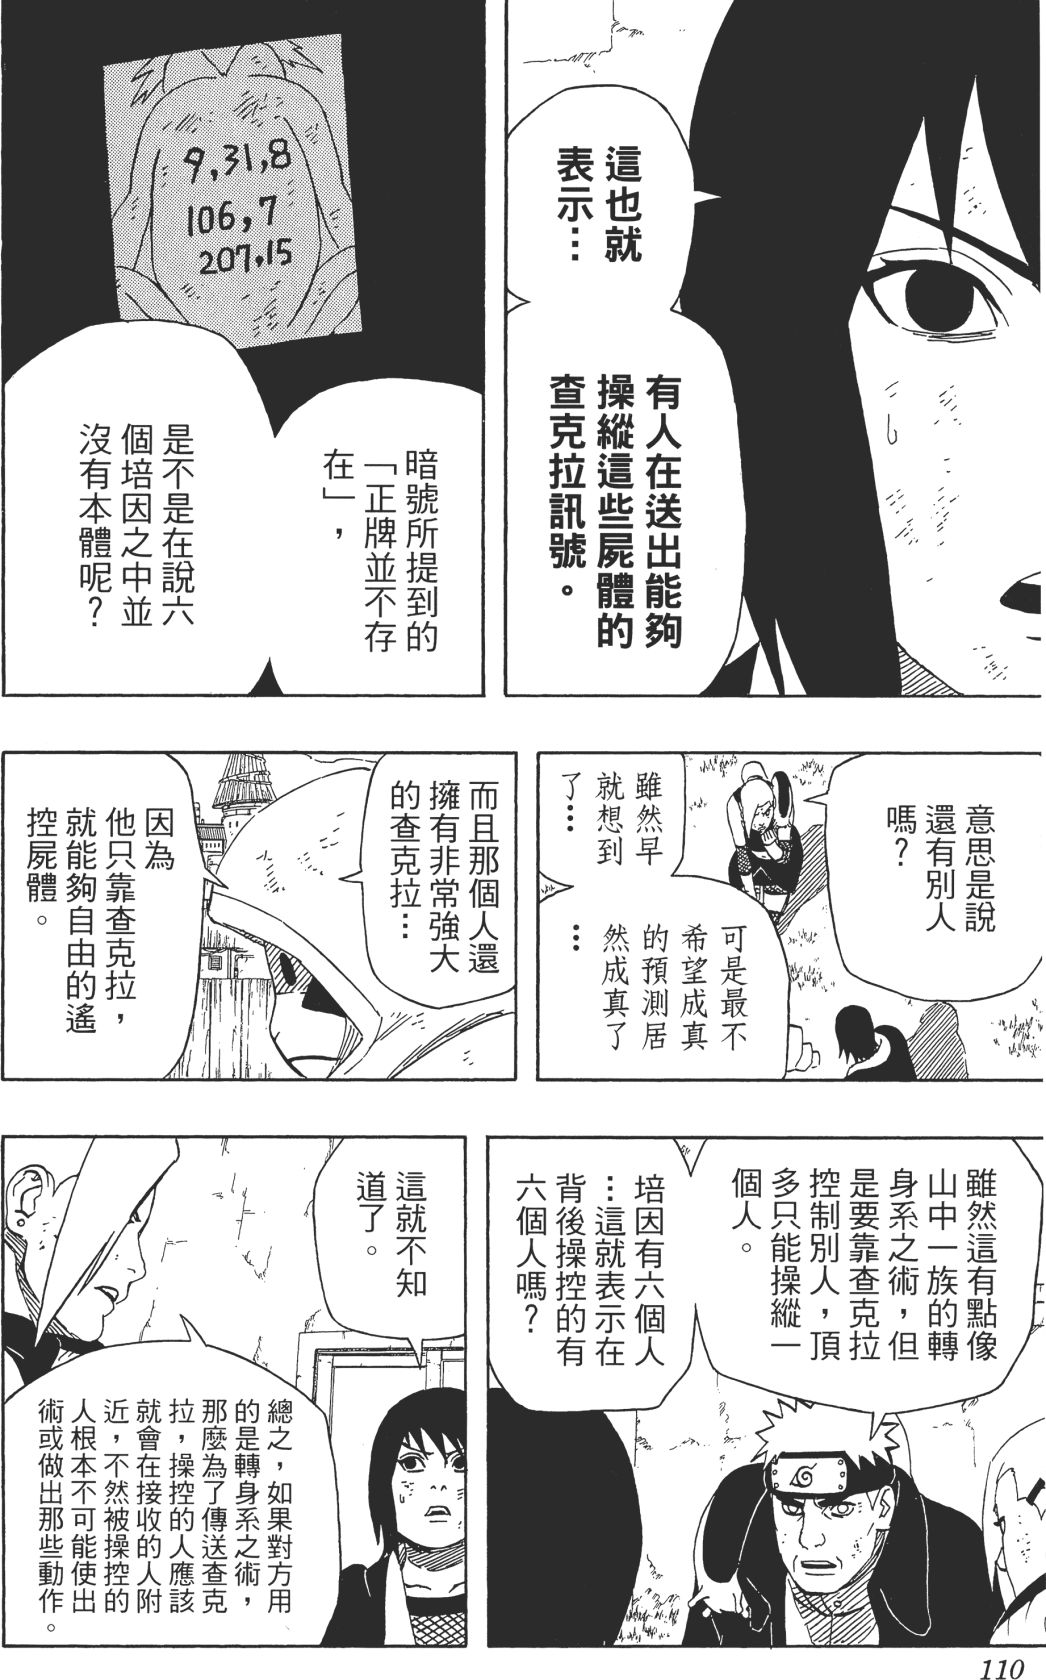 這也就
表示⋯
有人在送出能夠
操縱這些屍體的
查克拉訊號。
9,31,8
106,7
207.15
暗號所提到的
「正牌並不存
在」，
是不是在說六
個培因之中並
沒有本體呢？
意思是說
還有別人
嗎？
雖然早
就想到
了⋯
可是最不
希望成真
的預測居
然成真了
⋯
而且那個人還
擁有非常強大
的查克拉⋯
因為
他只靠查克拉，
就能夠自由的遙
控屍體。
雖然這有點像
山中一族的轉
身系之術，但
是要靠查克拉
控制別人，頂
多只能操縱一
個人。
培因有六個人
⋯這就表示在
背後操控的有
六個人嗎？
這就不知
道了。
總之，如果對方用
的是轉身系之術，
那麼為了傳送查克
拉，操控的人應該
就會在接收的人附
近，不然被操控的
人根本不可能使出
術或做出那些動作。
110